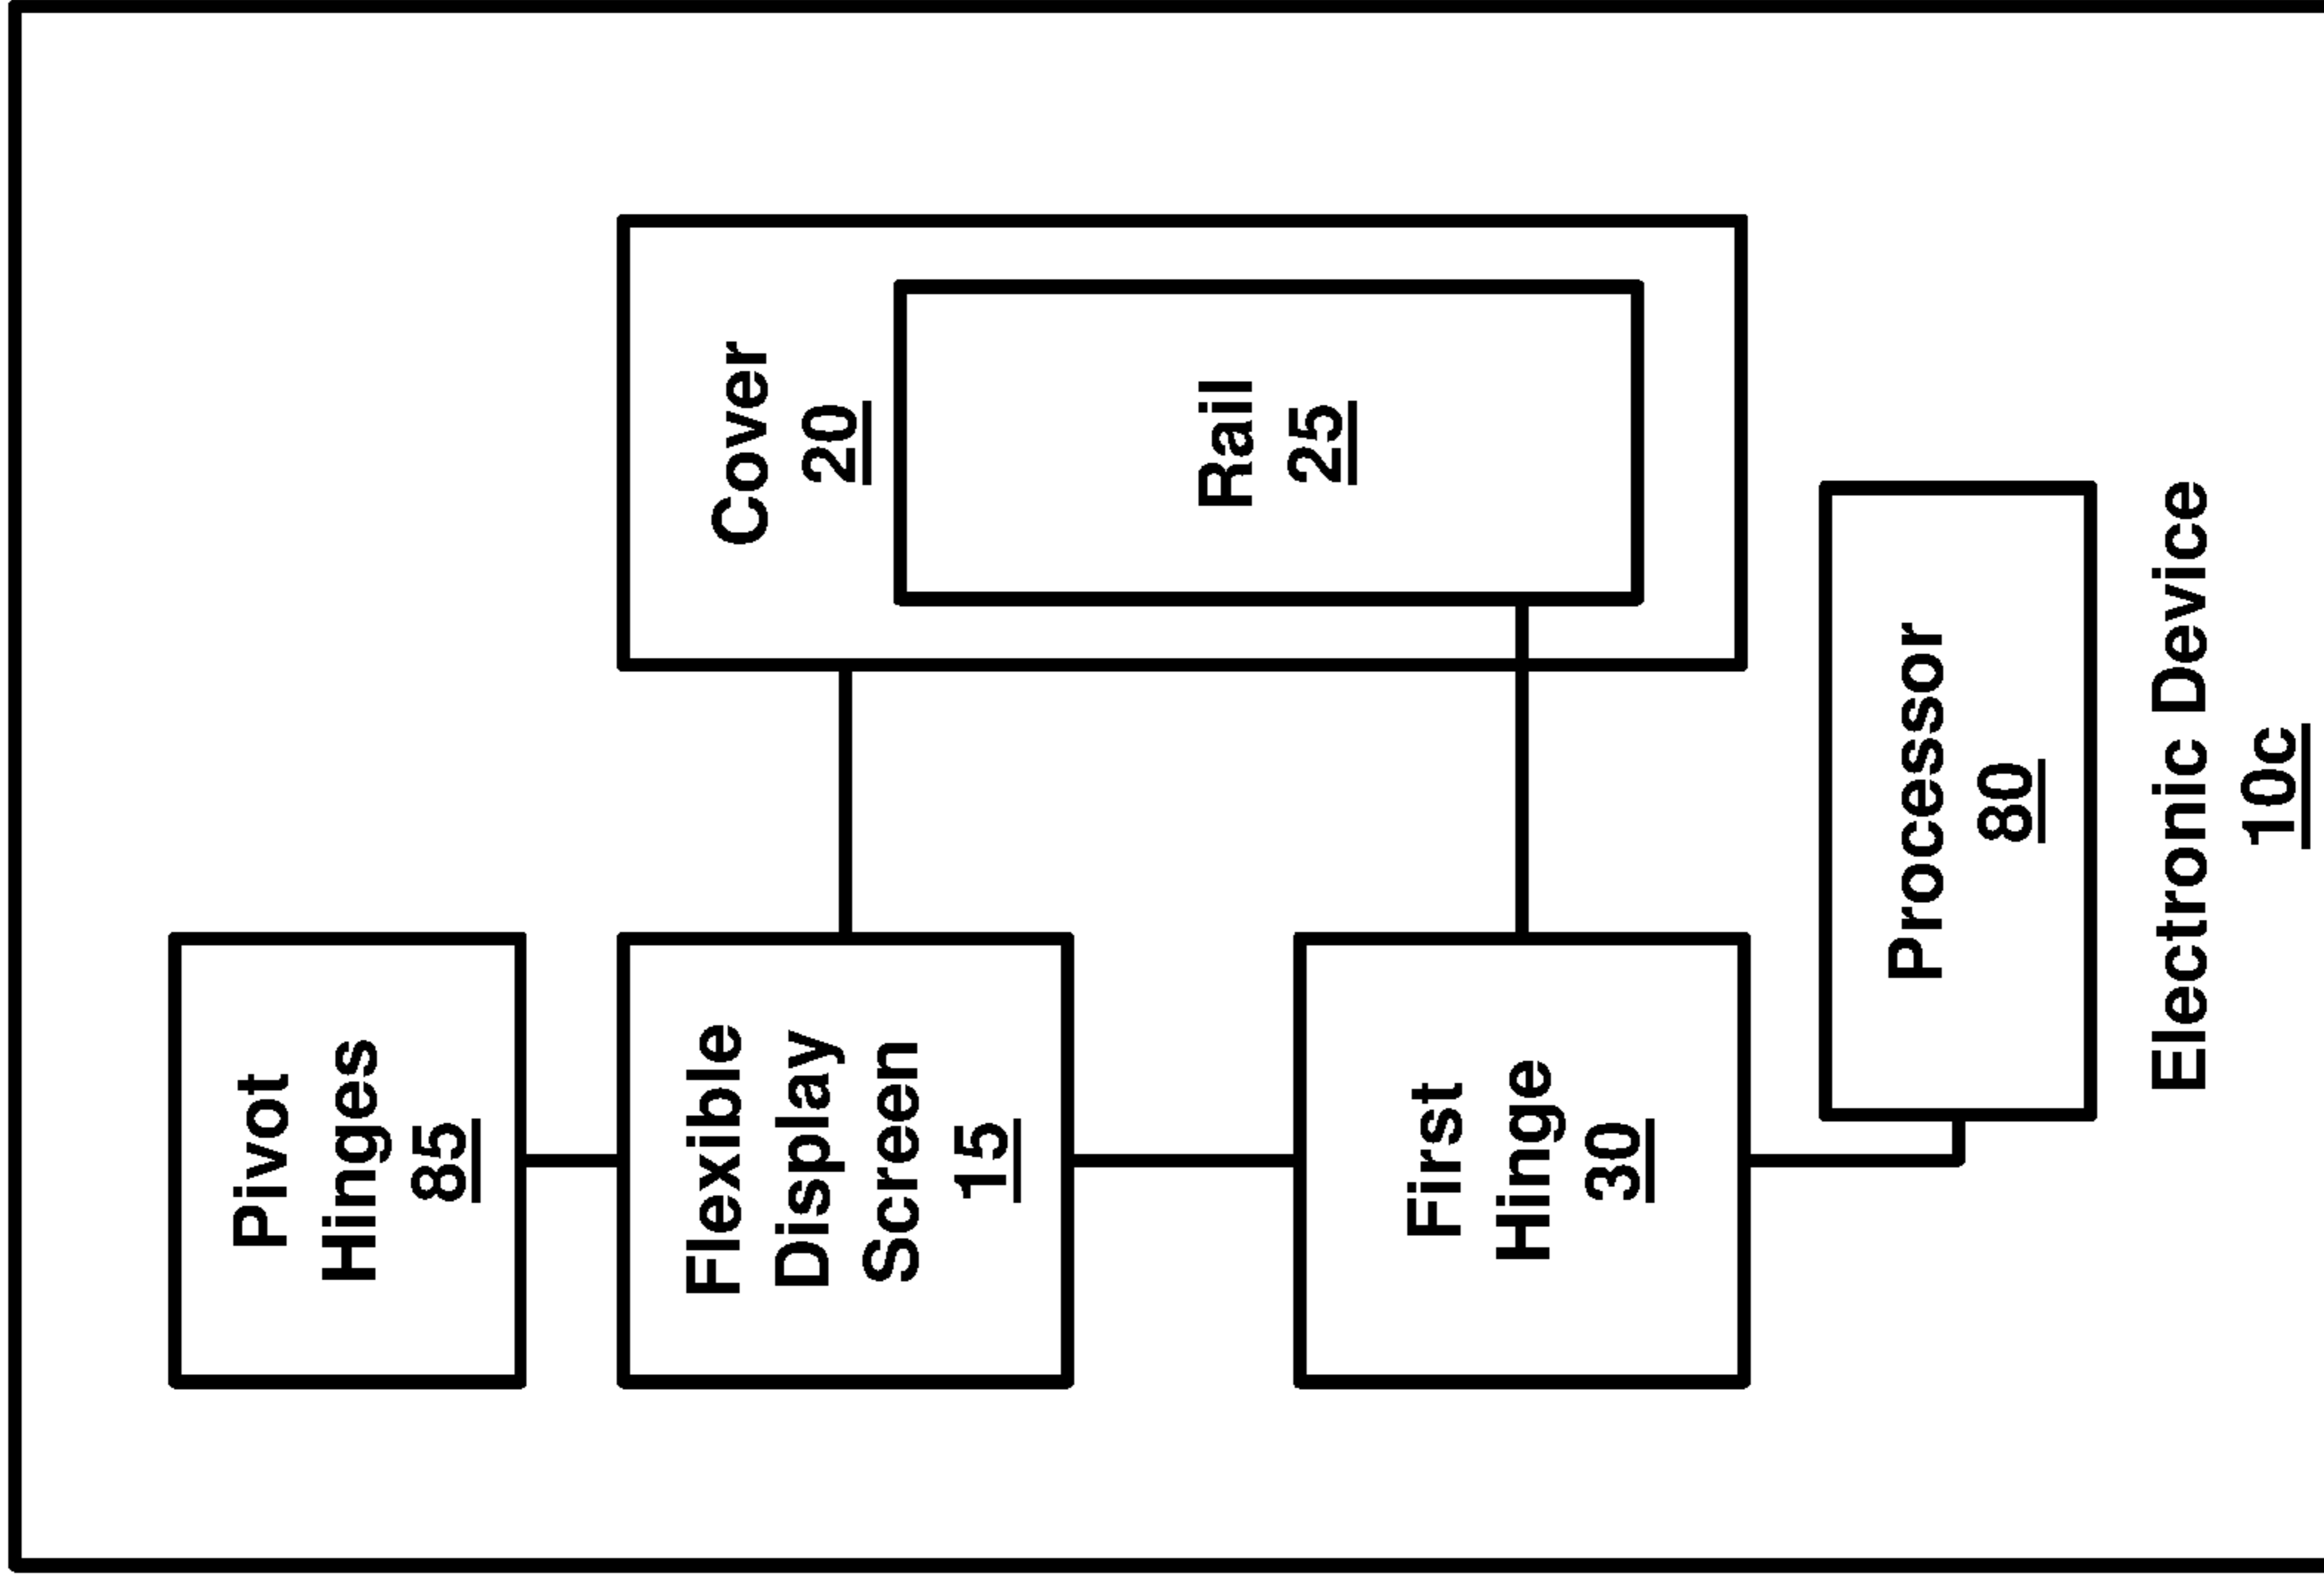 Pivot
Hinges
85
Flexible
Display
Screen
15
Cover
20
Rail
25
First
Hinge
30
Processor
80
Electronic Device
10c